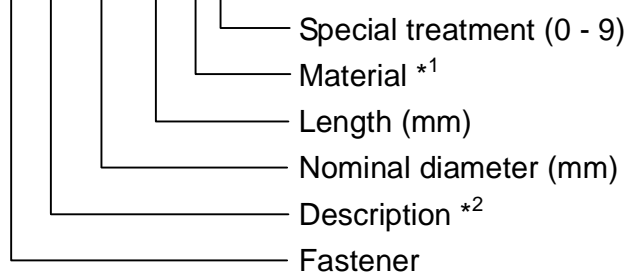 Special treatment (0 - 9)
Material *1
Length (mm)
Nominal diameter (mm)
Description *2
Fastener